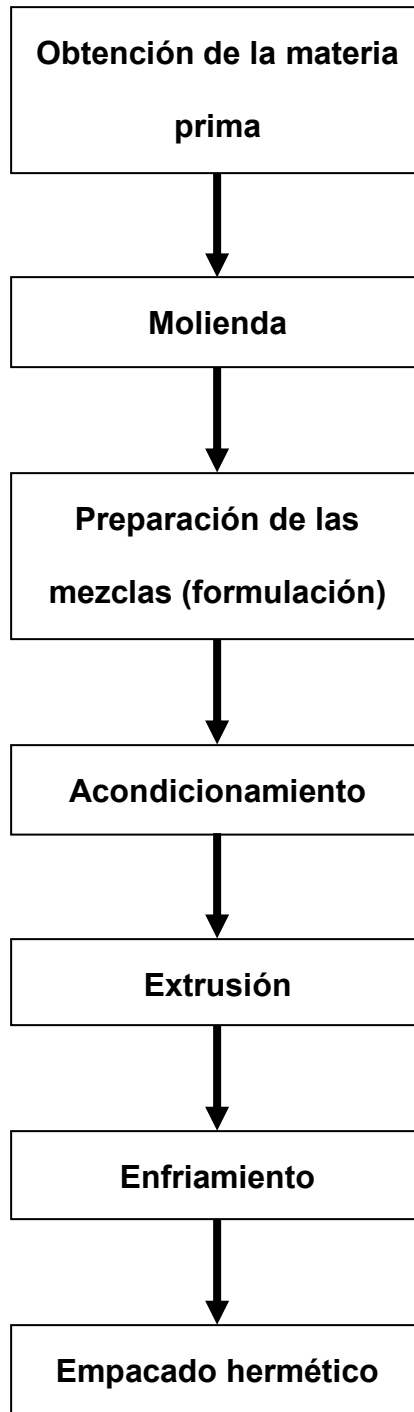 Obtención de la materia
prima
Molienda
Preparación de las
mezclas (formulación)
Acondicionamiento
Extrusión
Enfriamiento
Empacado hermético